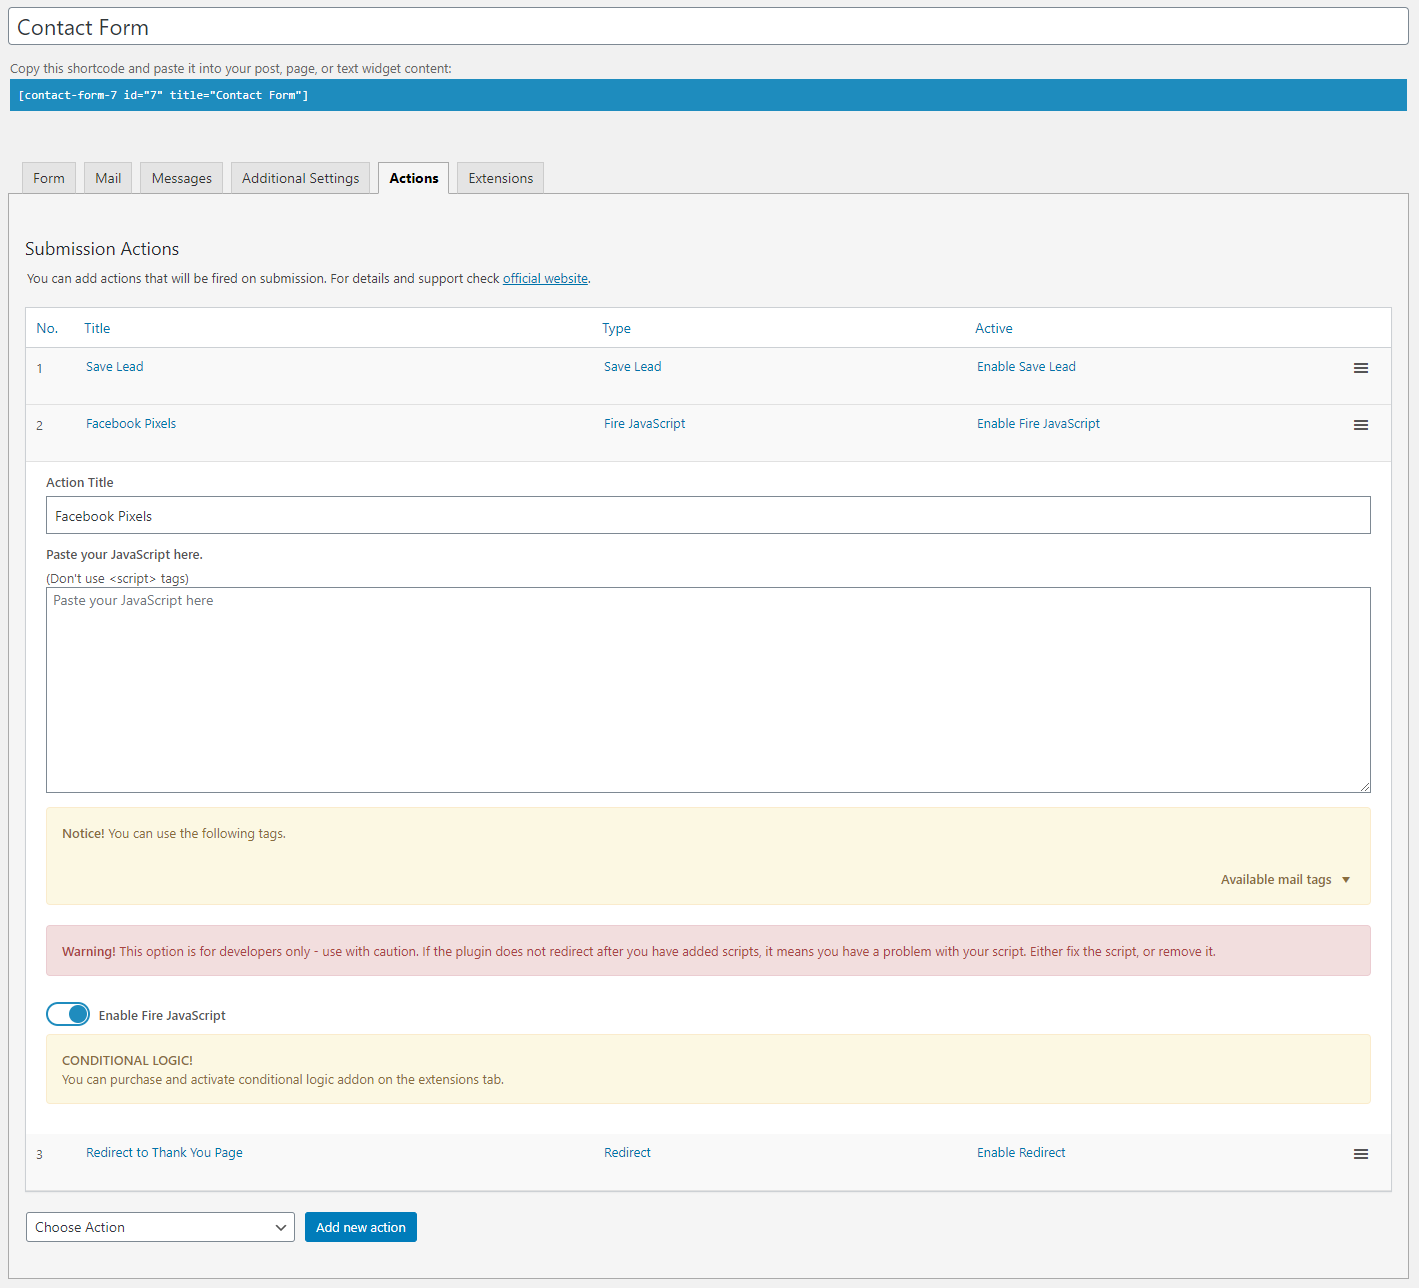 Contact Form
Copy this shortcode and paste it into your post, page, or text widget content:
[contact-form-7 id="7" title="Contact Form"]
Form Mail Messages Additional Settings Actions Extensions
Submission Actions
You can add actions that will be fired on submission. For details and support check official website.
No. Title Type Active
1 Save Lead Save Lead Enable Save Lead
2 Facebook Pixels Fire JavaScript Enable Fire JavaScript
Action Title
Facebook Pixels
Paste your JavaScript here.
(Don't use <script> tags)
Paste your JavaScript here
Notice! You can use the following tags.
Available mail tags
Warning! This option is for developers only - use with caution. If the plugin does not redirect after you have added scripts, it means you have a problem with your script. Either fix the script, or remove it.
Enable Fire JavaScript
CONDITIONAL LOGIC!
You can purchase and activate conditional logic addon on the extensions tab.
3 Redirect to Thank You Page Redirect Enable Redirect
Choose Action Add new action